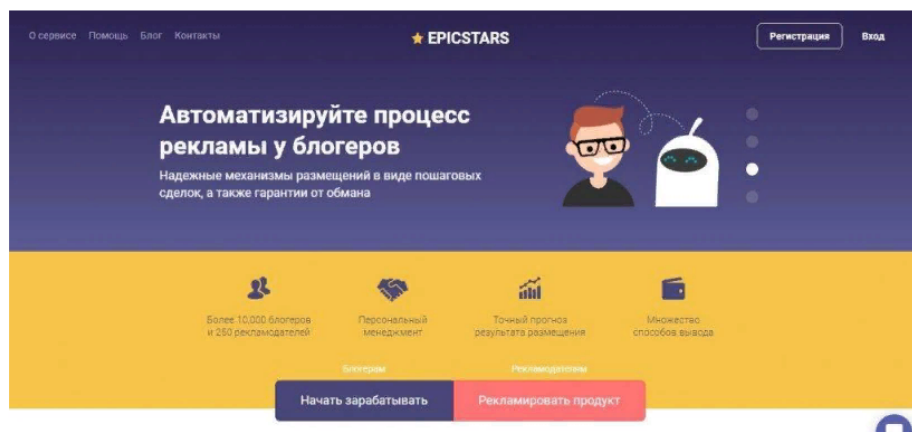 О сервисе Помощь Блог Контакты
EPICSTARS
Регистрация Вход
Автоматизируйте процесс
рекламы у блогеров
Надежные механизмы размещений в виде пошаговых
сделок, а также гарантии от обмана
Более 10,000 блогеров
и 250 рекламодателей
Персональный
менеджмент
Точный прогноз
результата размещения
Множество
способов вывода
Блогерам
Рекламодателям
Начать зарабатывать
Рекламировать продукт